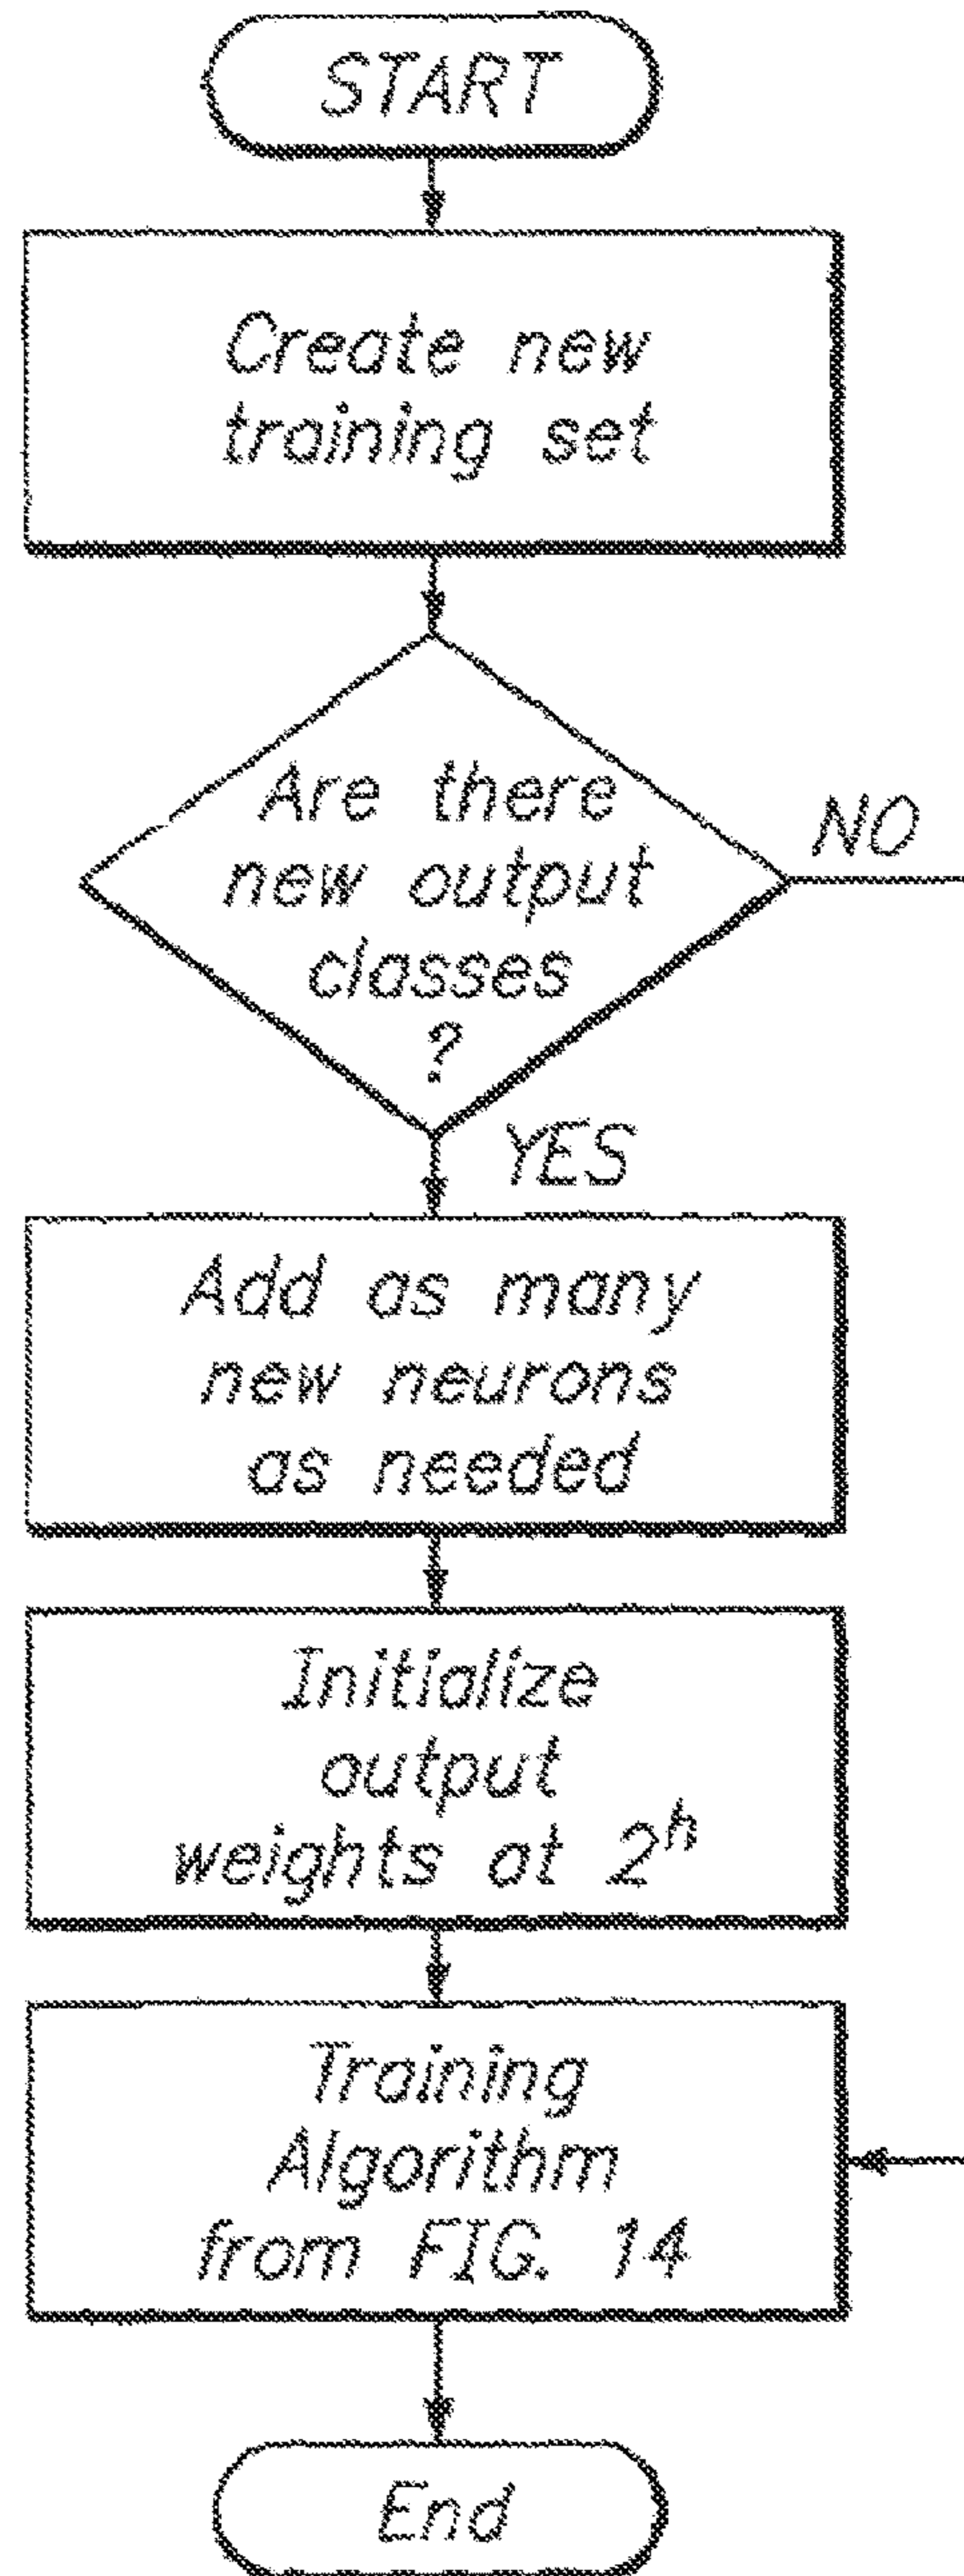 START
Create new
training set
Are there
new output
classes
?
NO
YES
Add as many
new neurons
as needed
Initialize
output
weights at 2^h
Training
Algorithm
from FIG. 14
End